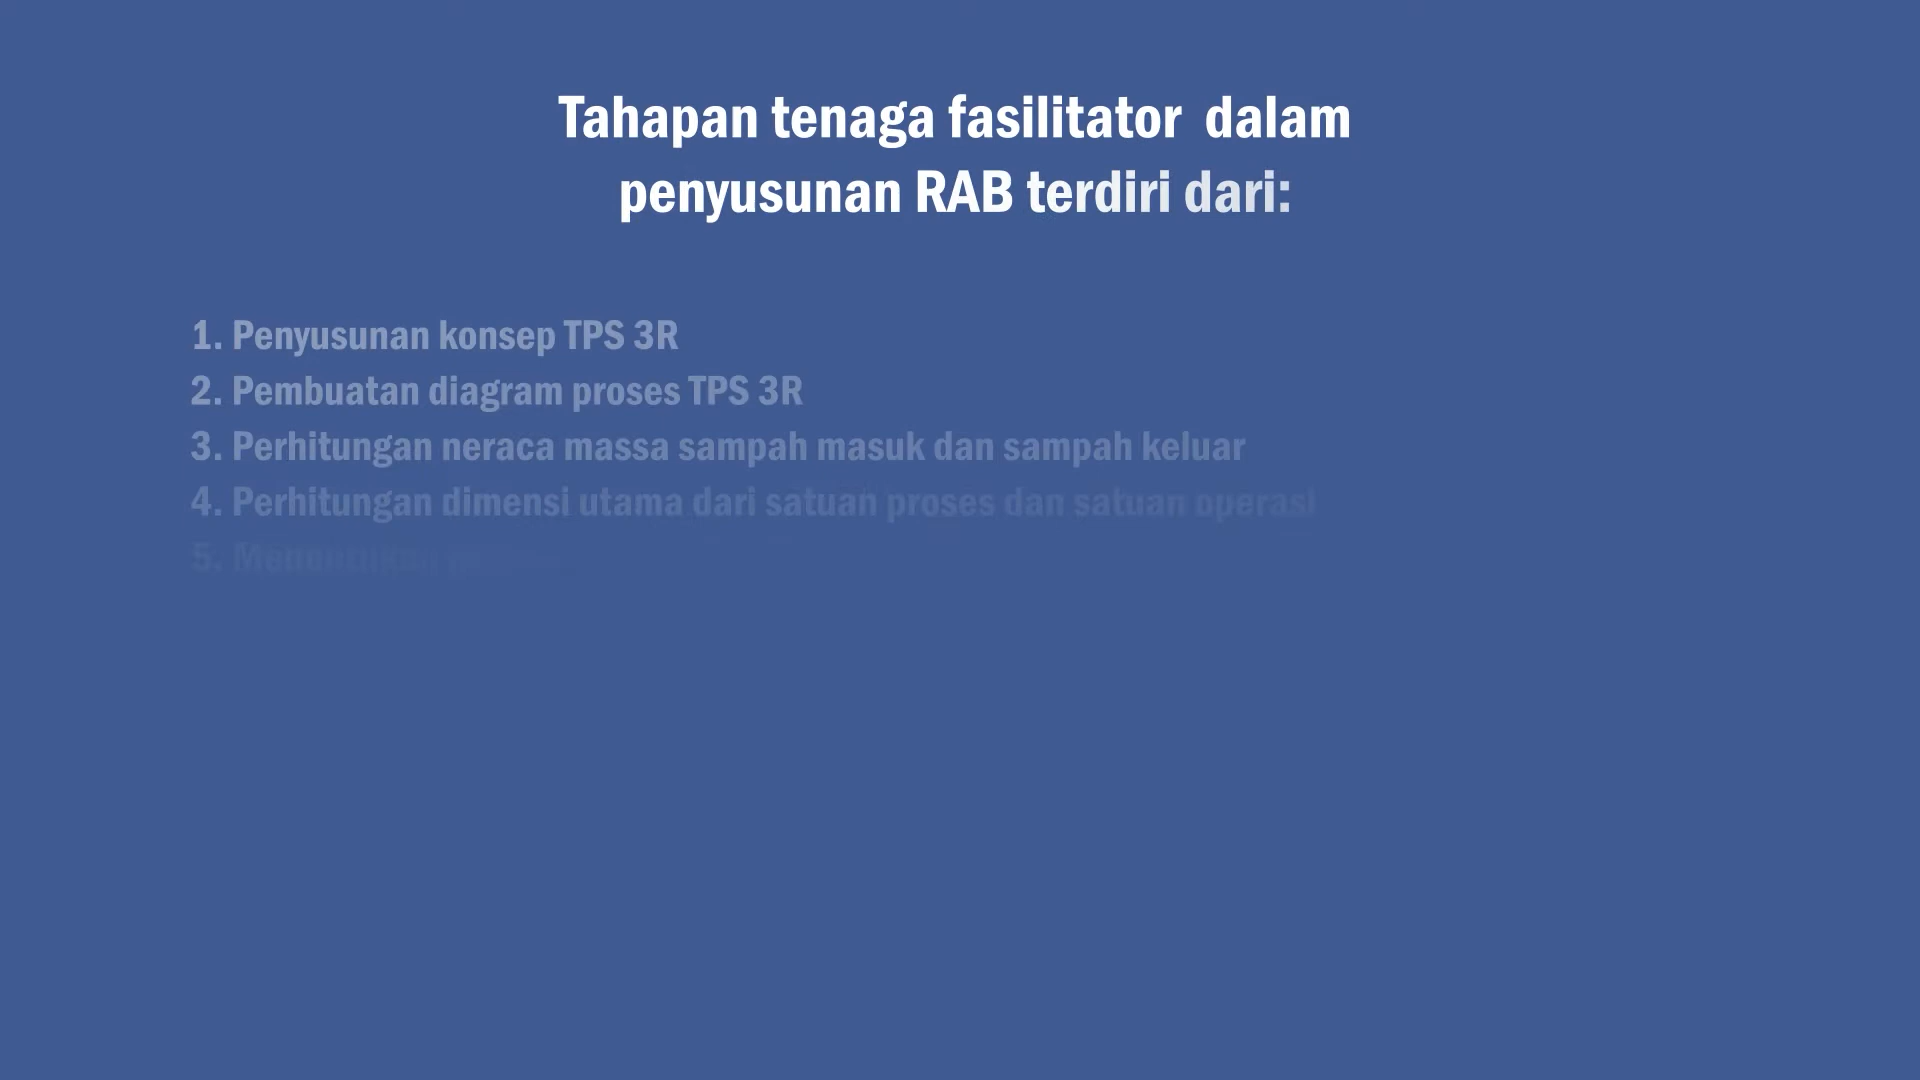 Tahapan tenaga fasilitator dalam
penyusunan RAB terdiri dari:
1. Penyusunan konsep TPS 3R
2. Pembuatan diagram proses TPS 3R
3. Perhitungan neraca massa sampah masuk dan sampah keluar
4. Perhitungan dimensi utama dari satuan proses dan satuan operasi
5.